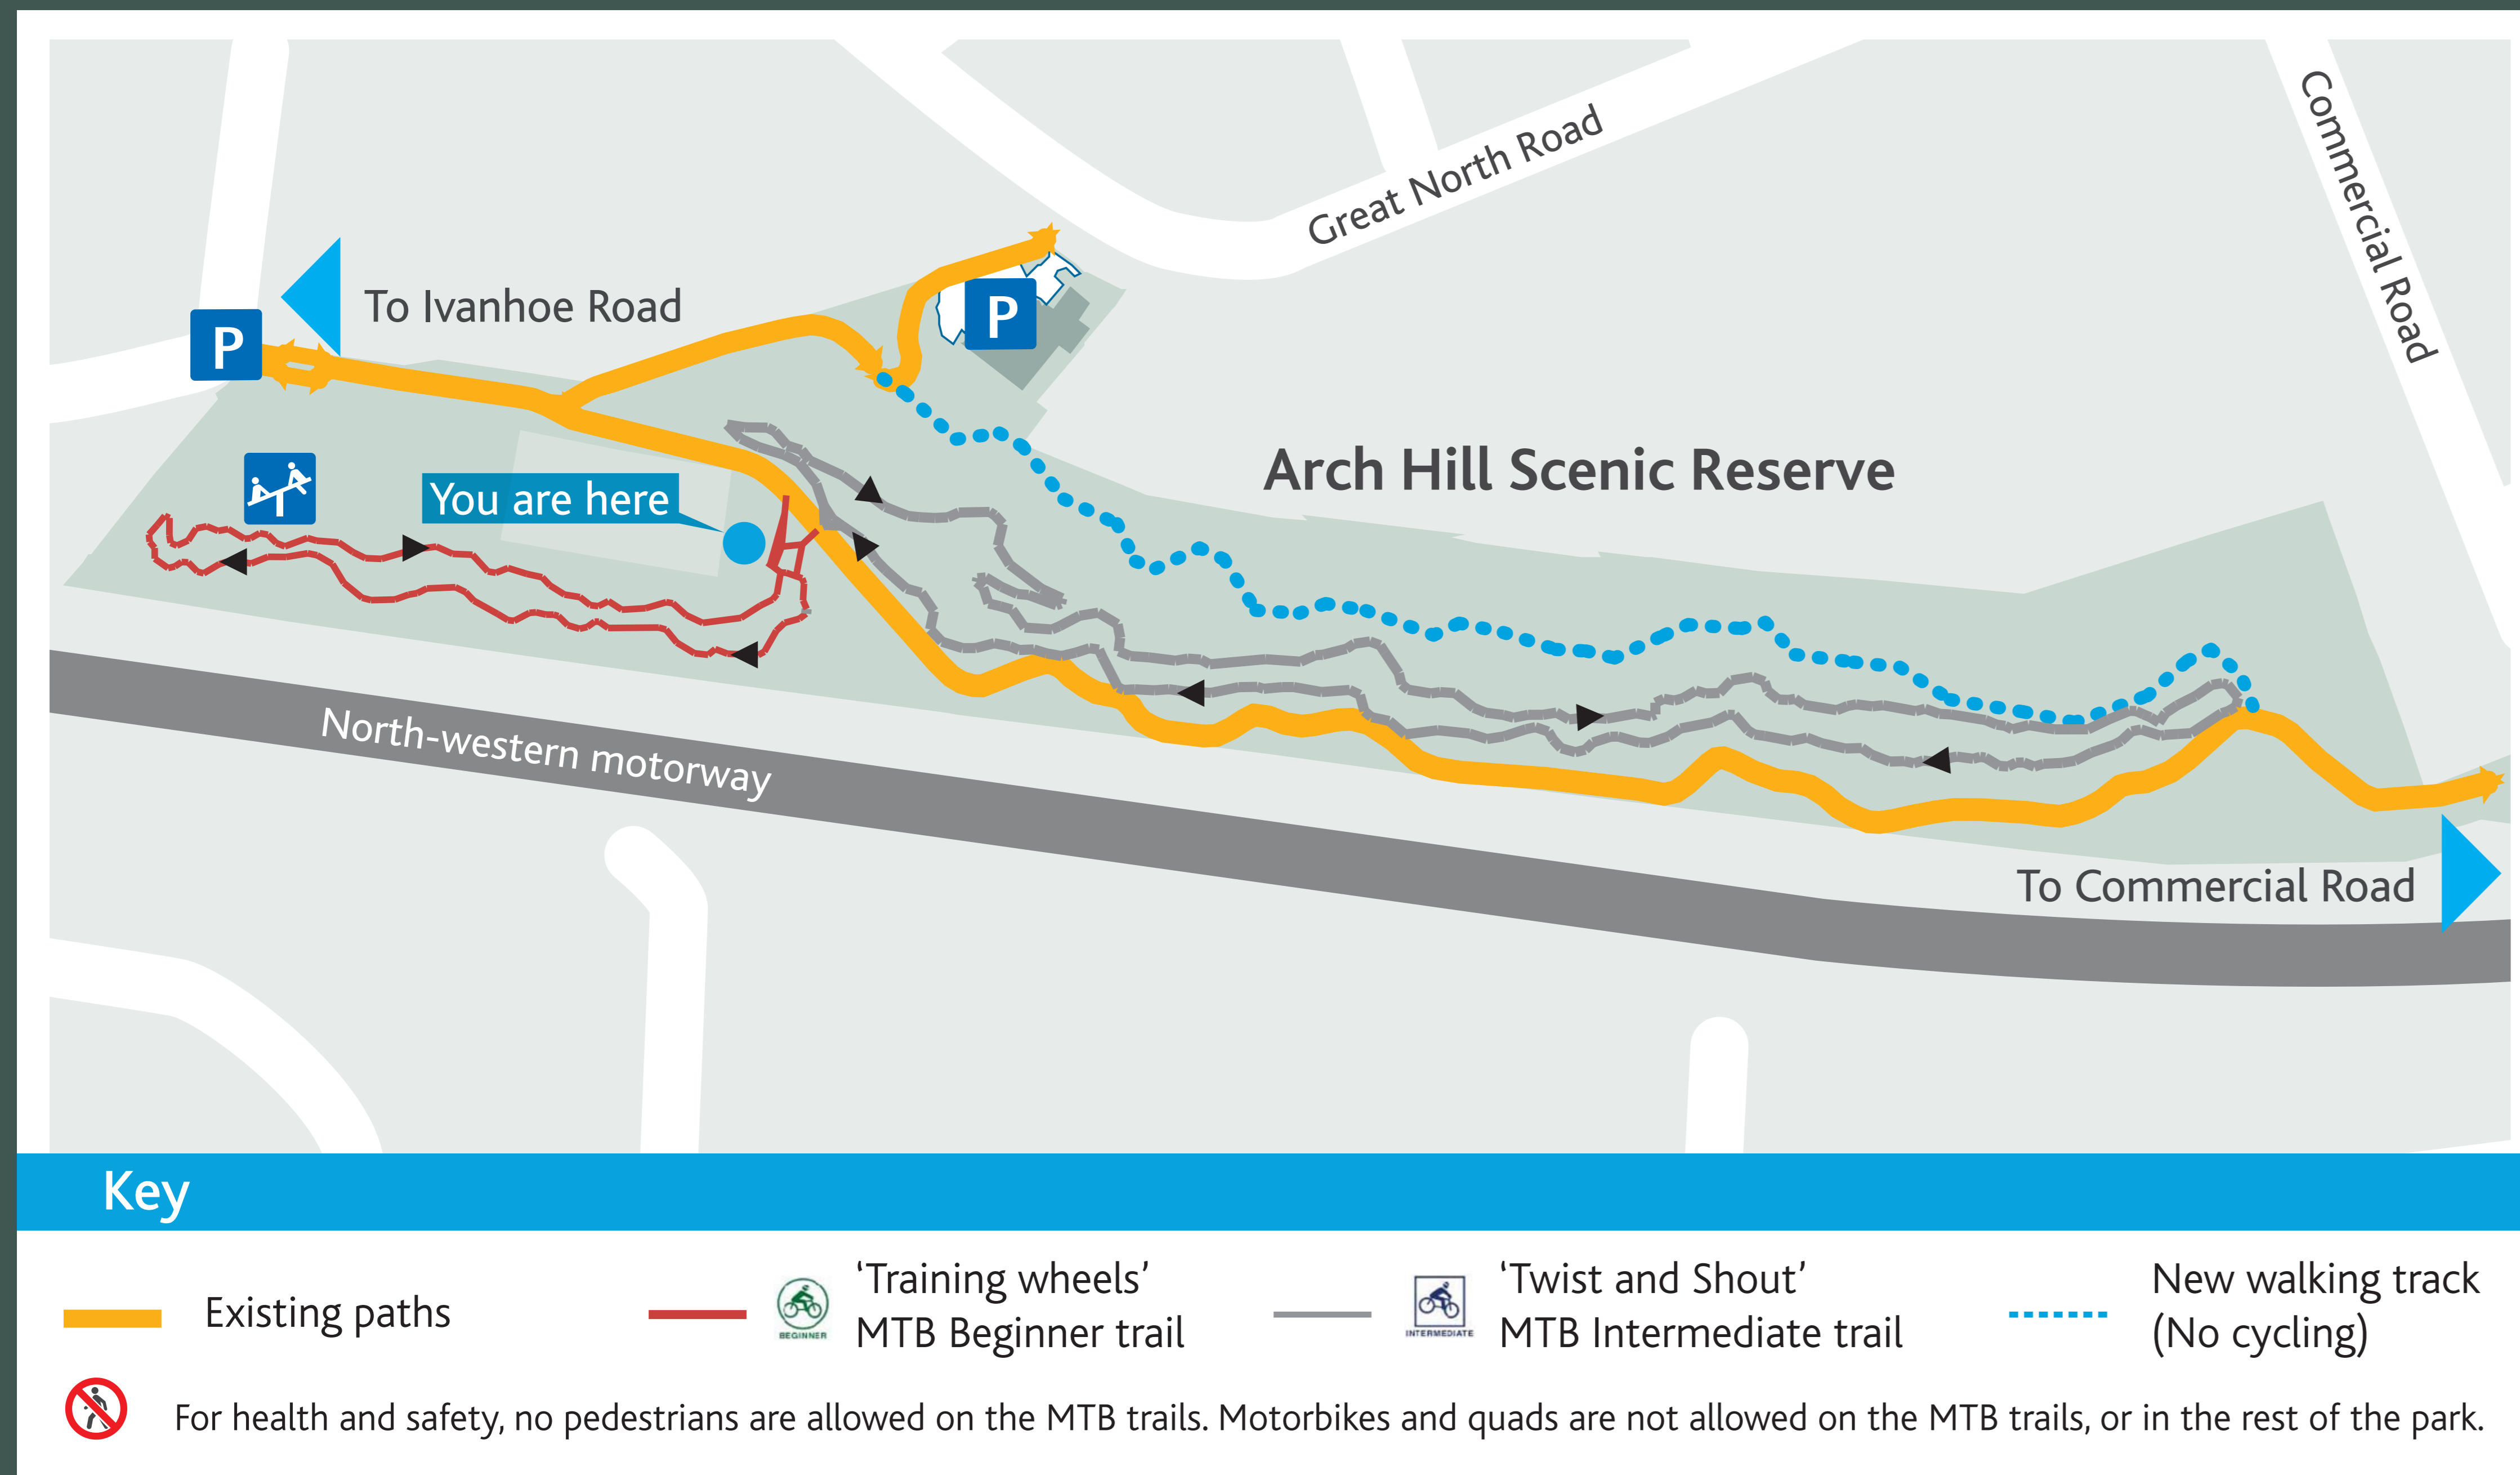 Great North Road
Commercial Road
To Ivanhoe Road
P
P
Arch Hill Scenic Reserve
You are here
North-western motorway
To Commercial Road
Key
Existing paths
BEGINNER
‘Training wheels’
MTB Beginner trail
INTERMEDIATE
‘Twist and Shout’
MTB Intermediate trail
New walking track
(No cycling)
For health and safety, no pedestrians are allowed on the MTB trails. Motorbikes and quads are not allowed on the MTB trails, or in the rest of the park.